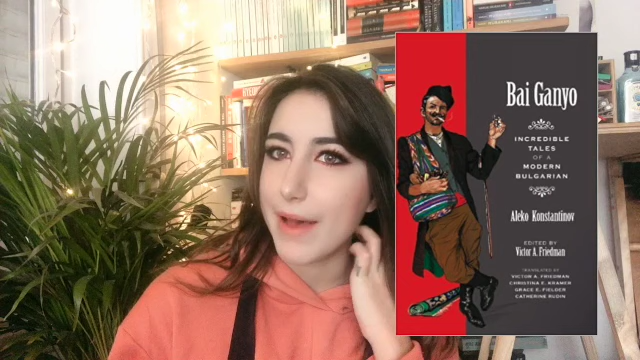 Bai Ganyo
INCREDIBLE
TALES
OF A
MODERN
BULGARIAN
Aleko Konstantinov
EDITED BY
Victor A. Friedman
TRANSLATED BY
VICTOR A. FRIEDMAN
CHRISTINA E. KRAMER
GRACE E. FIELDER
CATHERINE RUDIN